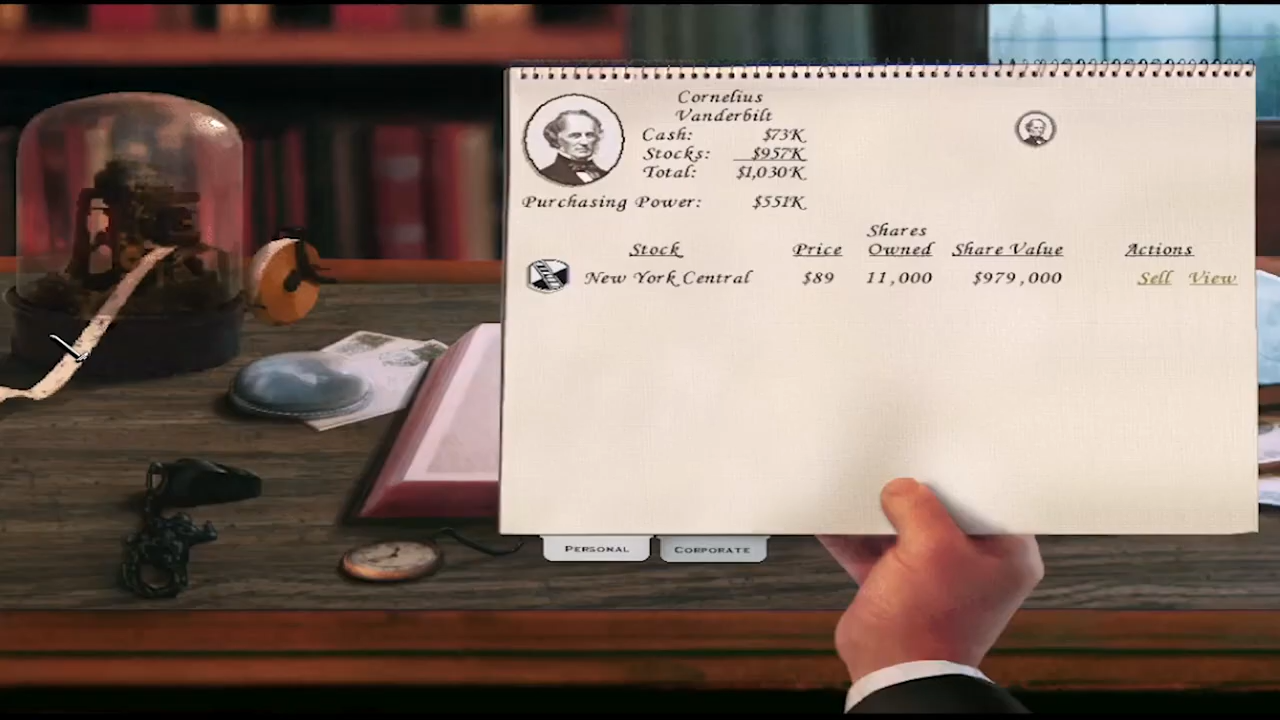 Cornelius
Vanderbilt
Cash: $73K
Stocks: $957K
Total: $1,030K
Purchasing Power: $551K
Stock Price Shares Owned Share Value Actions
New York Central $89 11,000 $979,000 Sell View
PERSONAL CORPORATE